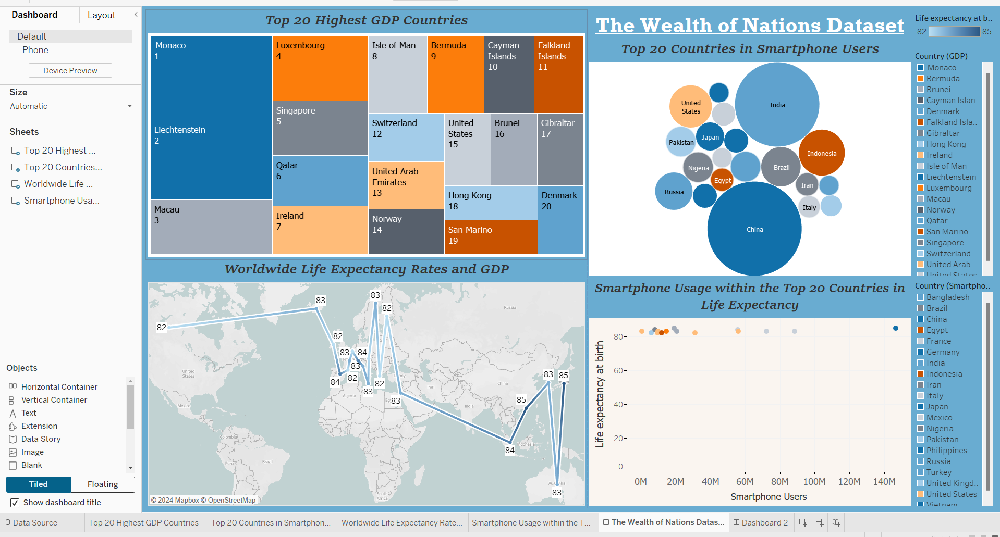 Dashboard
Layout
Default
Phone
Device Preview
Size
Automatic
Sheets
Top 20 Highest ...
Top 20 Countries...
Worldwide Life ...
Smartphone Usa...
Objects
Horizontal Container
Vertical Container
Text
Extension
Data Story
Image
Blank
Tiled
Floating
Show dashboard title
Top 20 Highest GDP Countries
Monaco
1
Liechtenstein
2
Macau
3
Luxembourg
4
Singapore
5
Qatar
6
Ireland
7
Isle of Man
8
Bermuda
9
Cayman
Islands
10
Falkland
Islands
11
Switzerland
12
United Arab
Emirates
13
Norway
14
United
States
15
Brunei
16
Gibraltar
17
Hong Kong
18
San Marino
19
Denmark
20
Worldwide Life Expectancy Rates and GDP
82
83
82
83
84
83
82
84
83
82
83
82
83
84
85
83
85
83
Russia
United
States
Mexico
Colombia
Peru
Brazil
Algeria
Iran
China
India
Indonesia
South
Africa
© 2024 Mapbox © OpenStreetMap
The Wealth of Nations Dataset
Top 20 Countries in Smartphone Users
India
United
States
Pakistan
Japan
Indonesia
Nigeria
Brazil
Egypt
Iran
Russia
Italy
China
Smartphone Usage within the Top 20 Countries in
Life Expectancy
Life expectancy at birth
80
60
40
20
0
0M 20M 40M 60M 80M 100M 120M 140M
Smartphone Users
Life expectancy at b..
82 85
Country (GDP)
Monaco
Bermuda
Brunei
Cayman Islan..
Denmark
Falkland Isla..
Gibraltar
Hong Kong
Ireland
Isle of Man
Liechtenstein
Luxembourg
Macau
Norway
Qatar
San Marino
Singapore
Switzerland
United Arab ..
United States
Country (Smartpho..
Bangladesh
Brazil
China
Egypt
France
Germany
India
Indonesia
Iran
Italy
Japan
Mexico
Nigeria
Pakistan
Philippines
Russia
Turkey
United Kingd..
United States
Vietnam
Data Source
Top 20 Highest GDP Countries
Top 20 Countries in Smartphon...
Worldwide Life Expectancy Rate...
Smartphone Usage within the T...
The Wealth of Nations Datas...
Dashboard 2